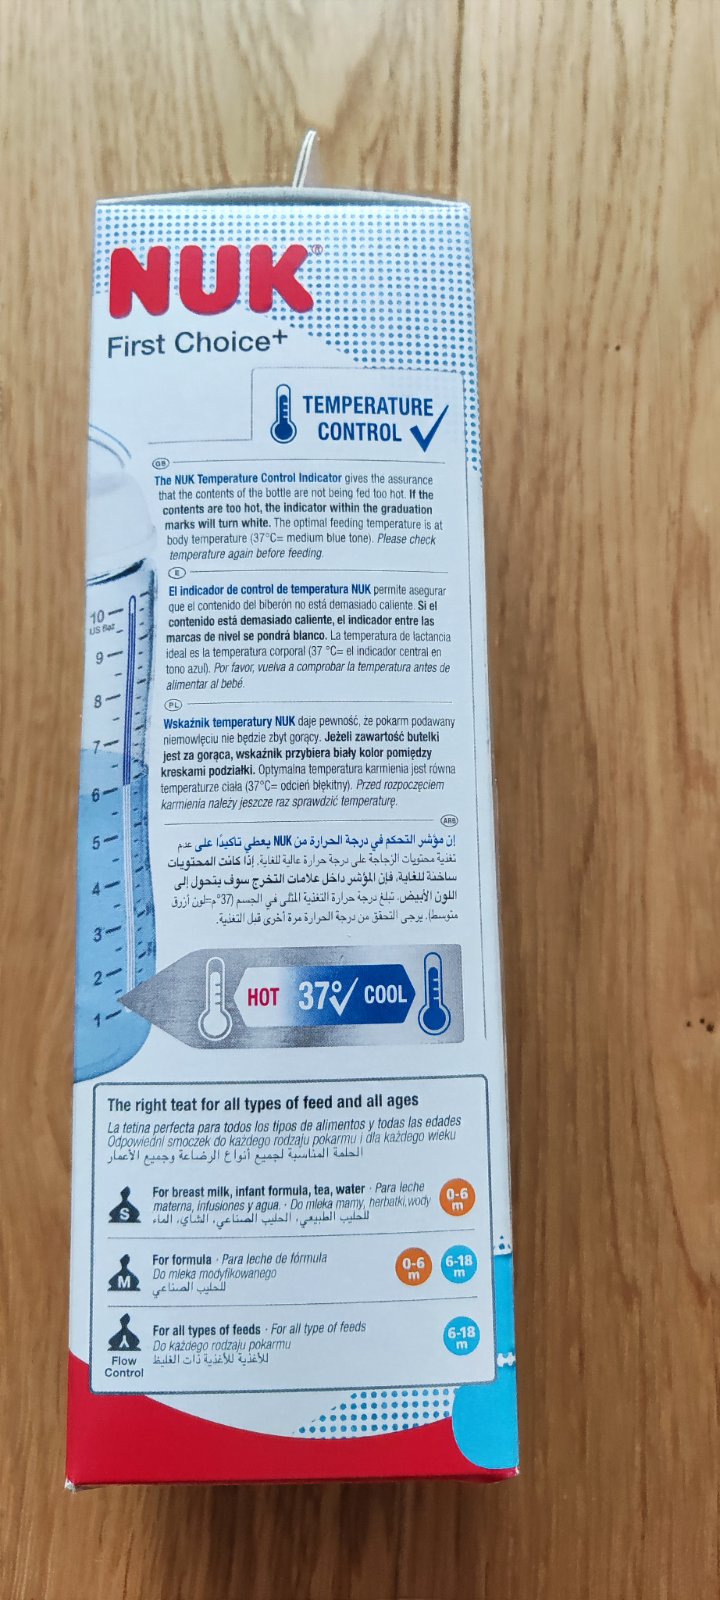 NUK®
First Choice+
TEMPERATURE
CONTROL
GB
The NUK Temperature Control Indicator gives the assurance
that the contents of the bottle are not being fed too hot. If the
contents are too hot, the indicator within the graduation
marks will turn white. The optimal feeding temperature is at
body temperature (37°C= medium blue tone). Please check
temperature again before feeding.
E
El indicador de control de temperatura NUK permite asegurar
que el contenido del biberón no está demasiado caliente. Si el
contenido está demasiado caliente, el indicador entre las
marcas de nivel se pondrá blanco. La temperatura de lactancia
ideal es la temperatura corporal (37 °C= el indicador central en
tono azul). Por favor, vuelva a comprobar la temperatura antes de
alimentar al bebé.
PL
Wskaźnik temperatury NUK daje pewność, że pokarm podawany
niemowlęciu nie będzie zbyt gorący. Jeżeli zawartość butelki
jest za gorąca, wskaźnik przybiera biały kolor pomiędzy
kreskami podziałki. Optymalna temperatura karmienia jest równa
temperaturze ciała (37°C= odcień błękitny). Przed rozpoczęciem
karmienia należy jeszcze raz sprawdzić temperaturę.
ARB
إن مؤشر التحكم في درجة الحرارة من NUK يعطي تأكيدًا على عدم
تغذية محتويات الزجاجة على درجة حرارة عالية للغاية. إذا كانت المحتويات
ساخنة للغاية، فإن المؤشر داخل علامات التخرج سوف يتحول إلى
اللون الأبيض. تبلغ درجة حرارة التغذية المثلى في الجسم (37°م=لون أزرق
متوسط). يرجى التحقق من درجة الحرارة مرة أخرى قبل التغذية.
10
US floz
9
8
7
6
5
4
3
2
1
HOT 37° COOL
The right teat for all types of feed and all ages
La tetina perfecta para todos los tipos de alimentos y todas las edades
Odpowiedni smoczek do każdego rodzaju pokarmu i dla każdego wieku
الحلمة المناسبة لجميع أنواع الرضاعة وجميع الأعمار
S
For breast milk, infant formula, tea, water · Para leche
materna, infusiones y agua. · Do mleka mamy, herbatki, wody
للحليب الطبيعي، الحليب الصناعي، الشاي، الماء
0-6
m
M
For formula · Para leche de fórmula
Do mleka modyfikowanego
للحليب الصناعي
0-6
m
6-18
m
Flow
Control
For all types of feeds · For all type of feeds
Do każdego rodzaju pokarmu
للأغذية للأغذية ذات الغليظ
6-18
m